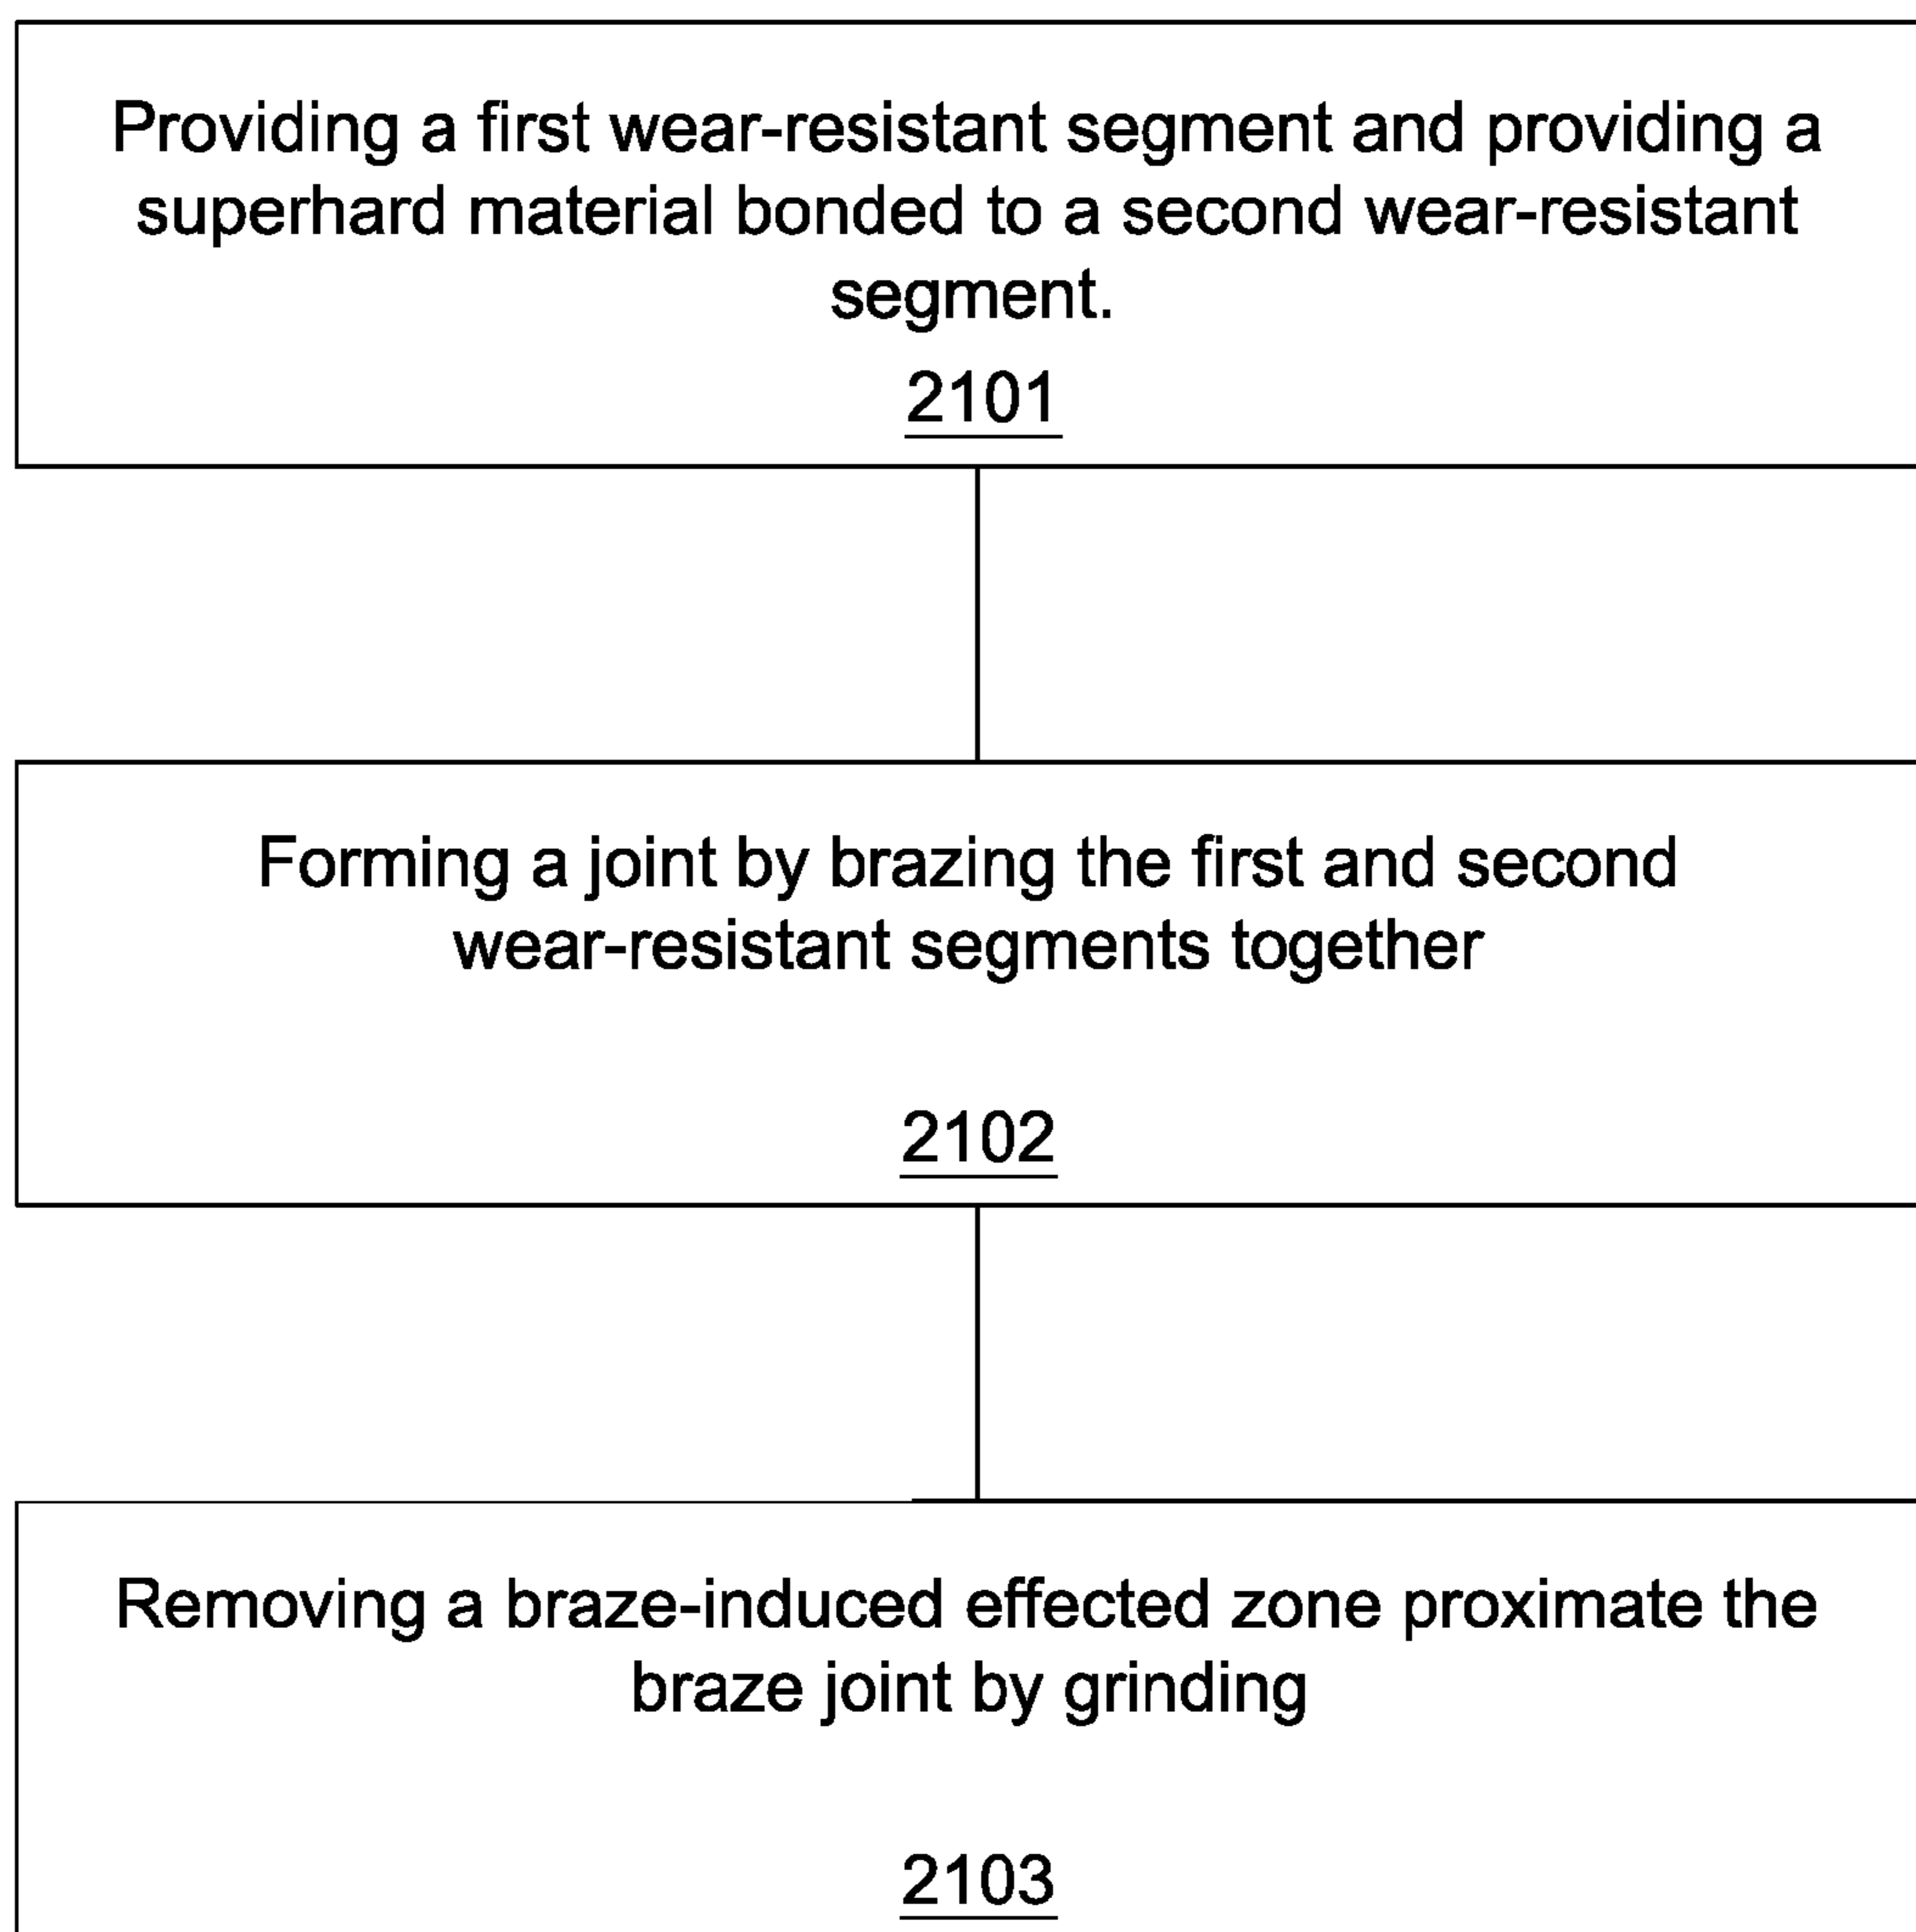 Providing a first wear-resistant segment and providing a
superhard material bonded to a second wear-resistant
segment.
2101
Forming a joint by brazing the first and second
wear-resistant segments together
2102
Removing a braze-induced effected zone proximate the
braze joint by grinding
2103